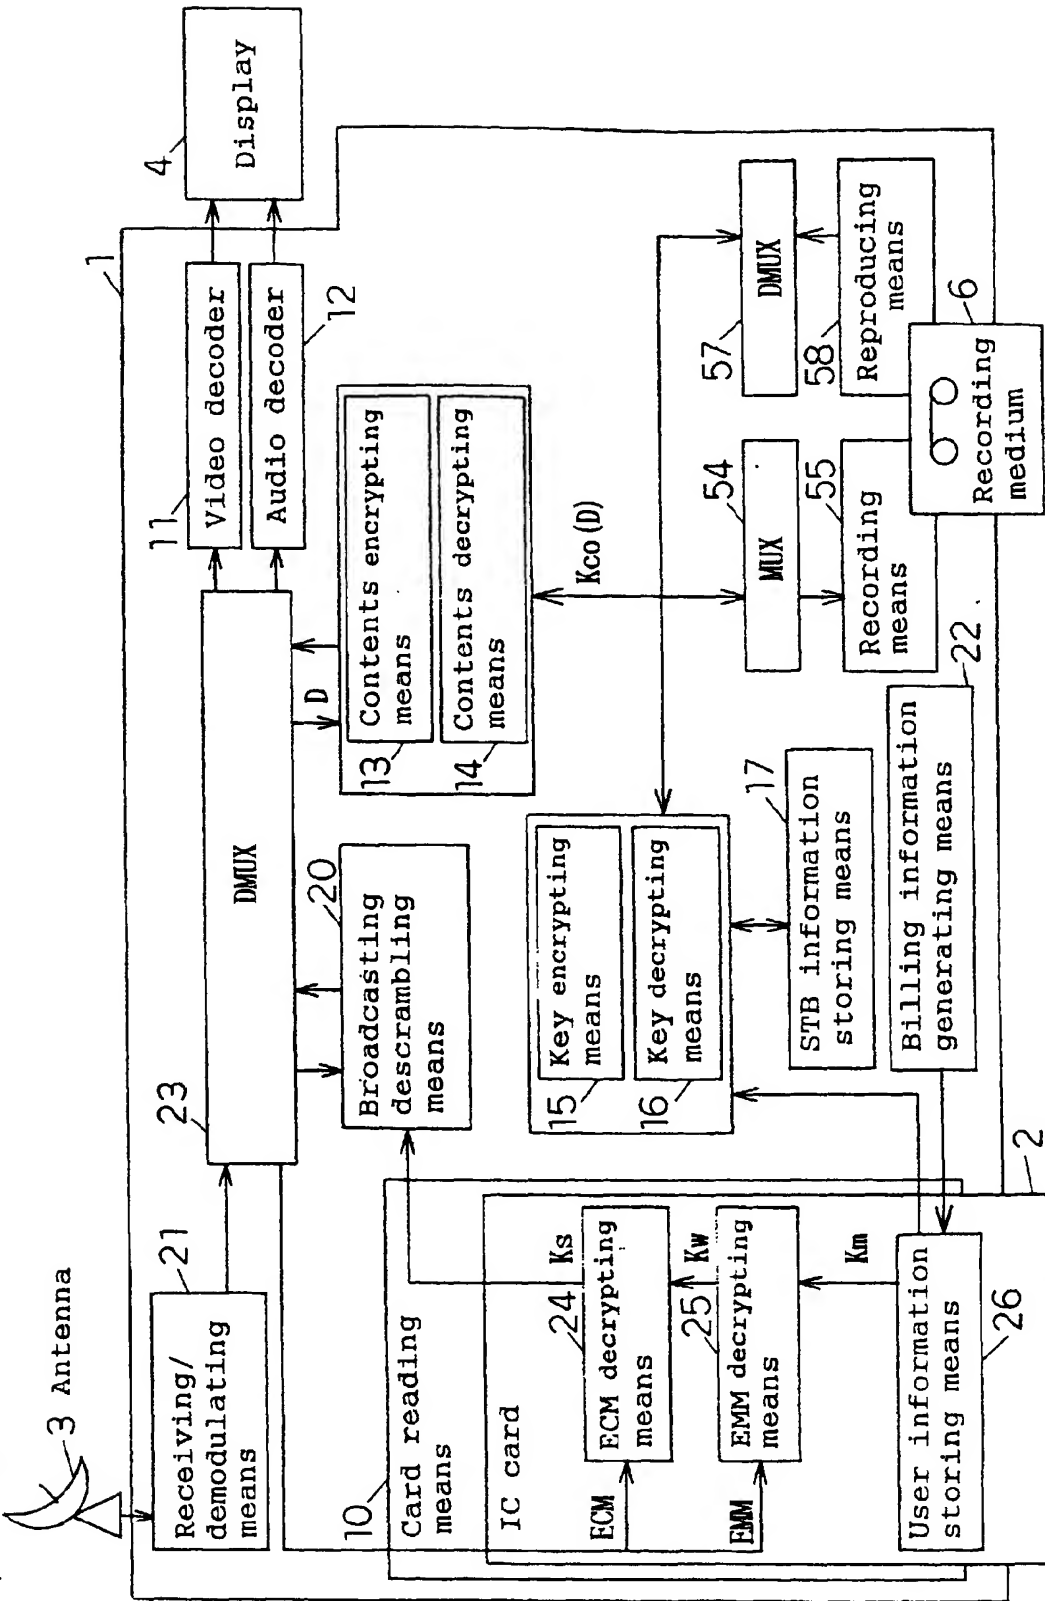 3 Antenna
21
Receiving/
demodulating
means
23
DMUX
1
11
Video decoder
Audio decoder
12
4
Display
20
Broadcasting
descrambling
means
D
Contents encrypting
means
13
Contents decrypting
means
14
Kco(D)
10
Card reading
means
IC card
ECM
EMM
Ks
24
ECM decrypting
means
Kw
25
EMM decrypting
means
Km
User information
storing means
26
2
Key encrypting
means
15
Key decrypting
means
16
17
STB information
storing means
Billing information
generating means
22
54
MUX
55
Recording
means
57
DMUX
58
Reproducing
means
6
Recording
medium